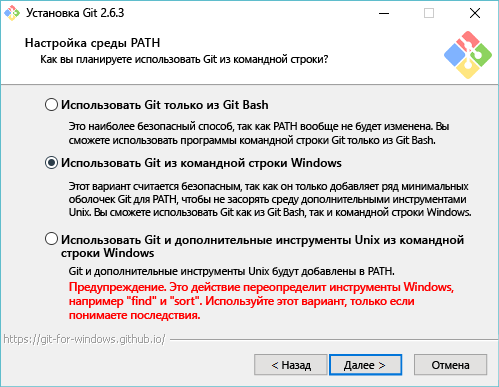 Установка Git 2.6.3
Настройка среды PATH
Как вы планируете использовать Git из командной строки?
Использовать Git только из Git Bash
Это наиболее безопасный способ, так как PATH вообще не будет изменена. Вы
сможете использовать программы командной строки Git только из Git Bash.
Использовать Git из командной строки Windows
Этот вариант считается безопасным, так как он только добавляет ряд минимальных
оболочек Git для PATH, чтобы не засорять среду дополнительными инструментами
Unix. Вы сможете использовать Git как из Git Bash, так и командной строки Windows.
Использовать Git и дополнительные инструменты Unix из командной
строки Windows
Git и дополнительные инструменты Unix будут добавлены в PATH.
Предупреждение. Это действие переопределит инструменты Windows,
например "find" и "sort". Используйте этот вариант, только если
понимаете последствия.
https://git-for-windows.github.io/
< Назад
Далее >
Отмена